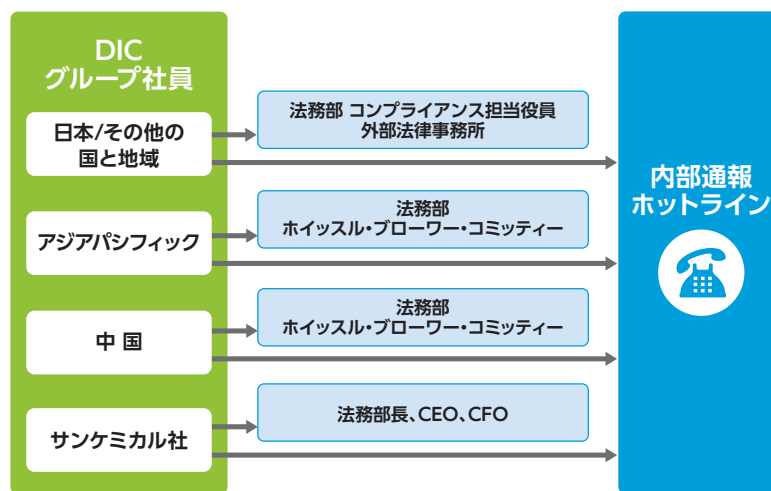 DIC
グループ社員
日本/その他の
国と地域
法務部 コンプライアンス担当役員
外部法律事務所
アジアパシフィック
法務部
ホイッスル・ブローワー・コミッティー
中 国
法務部
ホイッスル・ブローワー・コミッティー
サンケミカル社
法務部長、CEO、CFO
内部通報
ホットライン